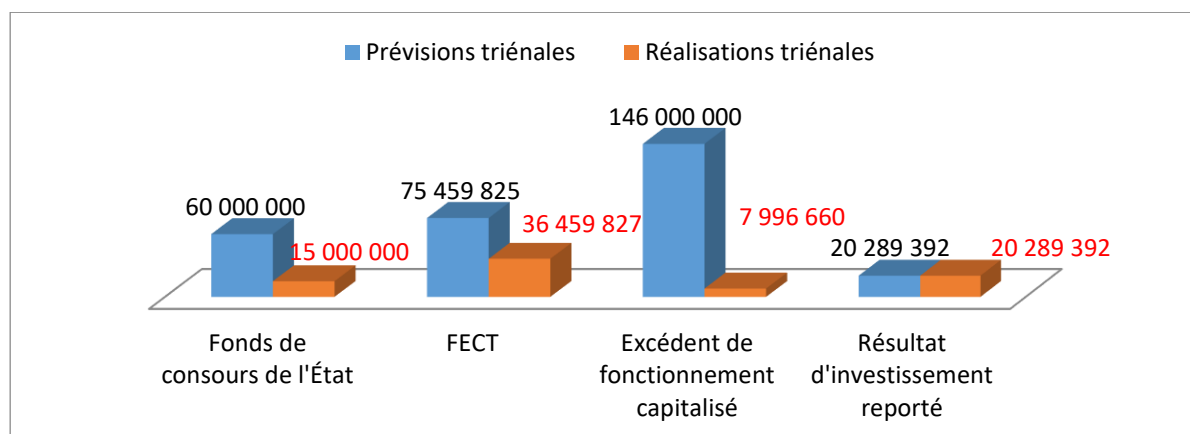 Prévisions triénales
Réalisations triénales
60 000 000
15 000 000
75 459 825
36 459 827
146 000 000
7 996 660
20 289 392
20 289 392
Fonds de
consours de l'État
FECT
Excédent de
fonctionnement
capitalisé
Résultat
d'investissement
reporté